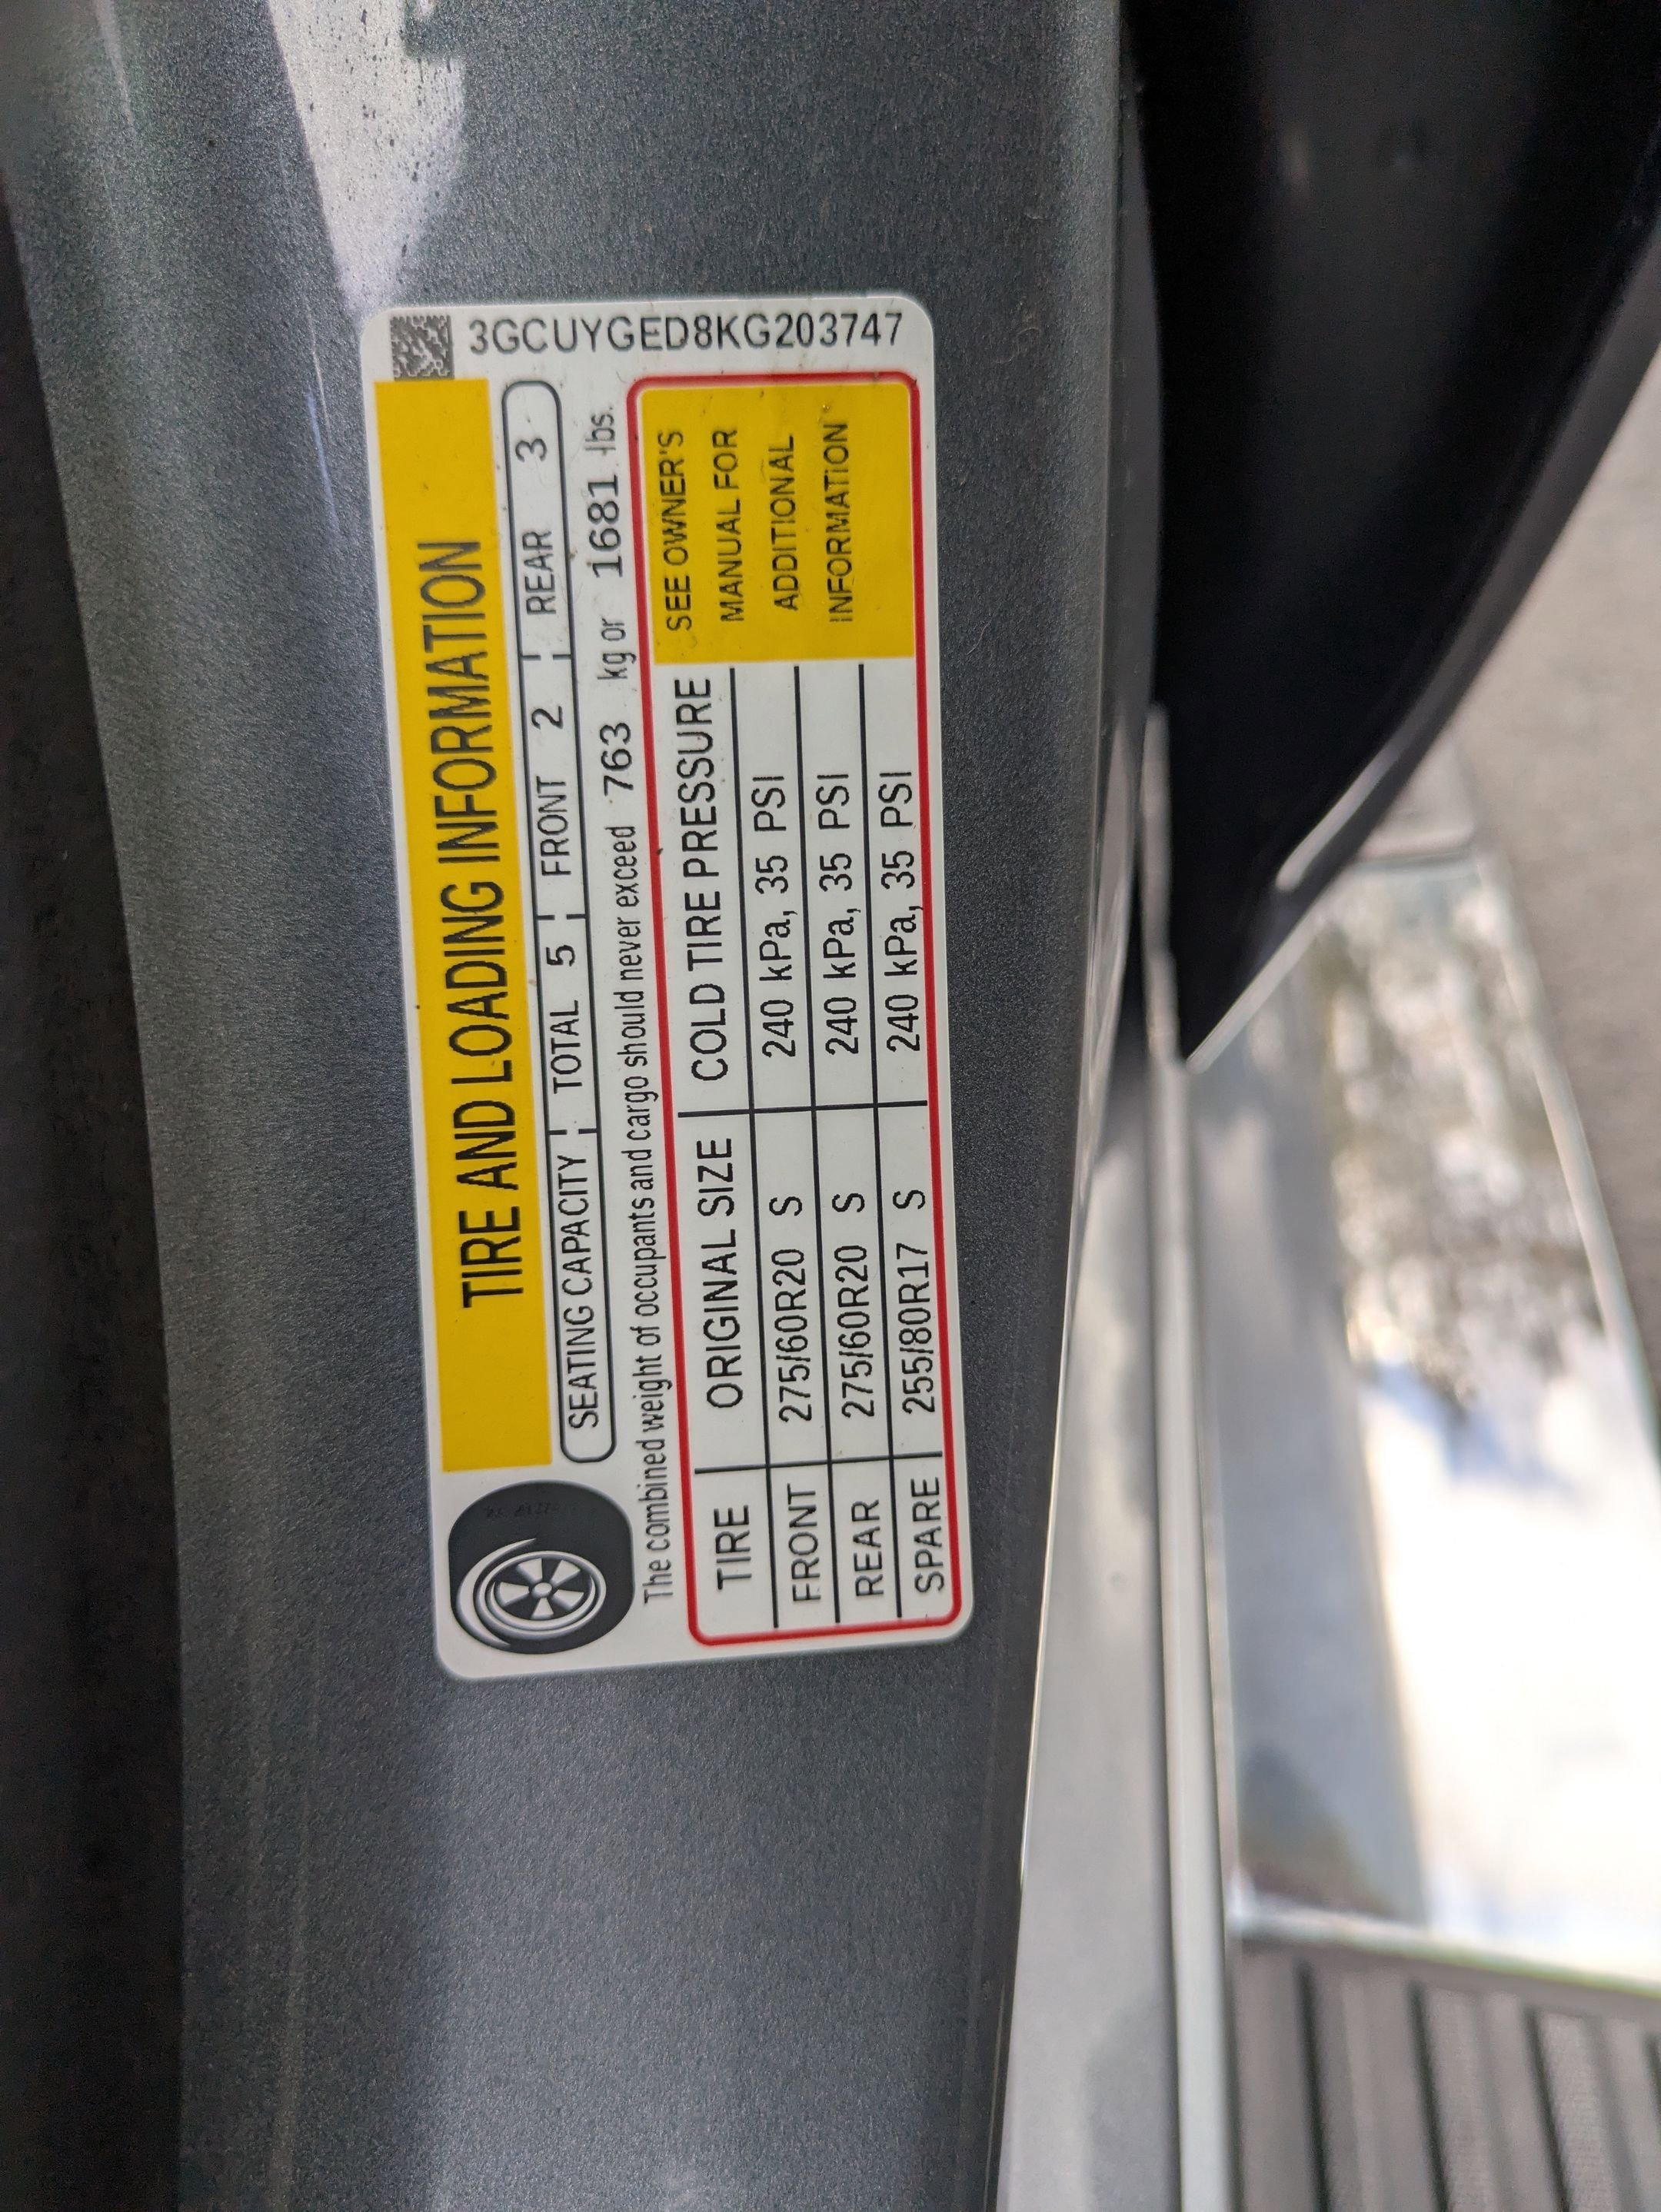 3GCUYGED8KG203747
TIRE AND LOADING INFORMATION
SEATING CAPACITY TOTAL 5 FRONT 2 REAR 3
The combined weight of occupants and cargo should never exceed 763 kg or 1681 lbs.
TIRE ORIGINAL SIZE COLD TIRE PRESSURE
FRONT 275/60R20 S 240 kPa, 35 PSI
REAR 275/60R20 S 240 kPa, 35 PSI
SPARE 255/80R17 S 240 kPa, 35 PSI
SEE OWNER'S
MANUAL FOR
ADDITIONAL
INFORMATION